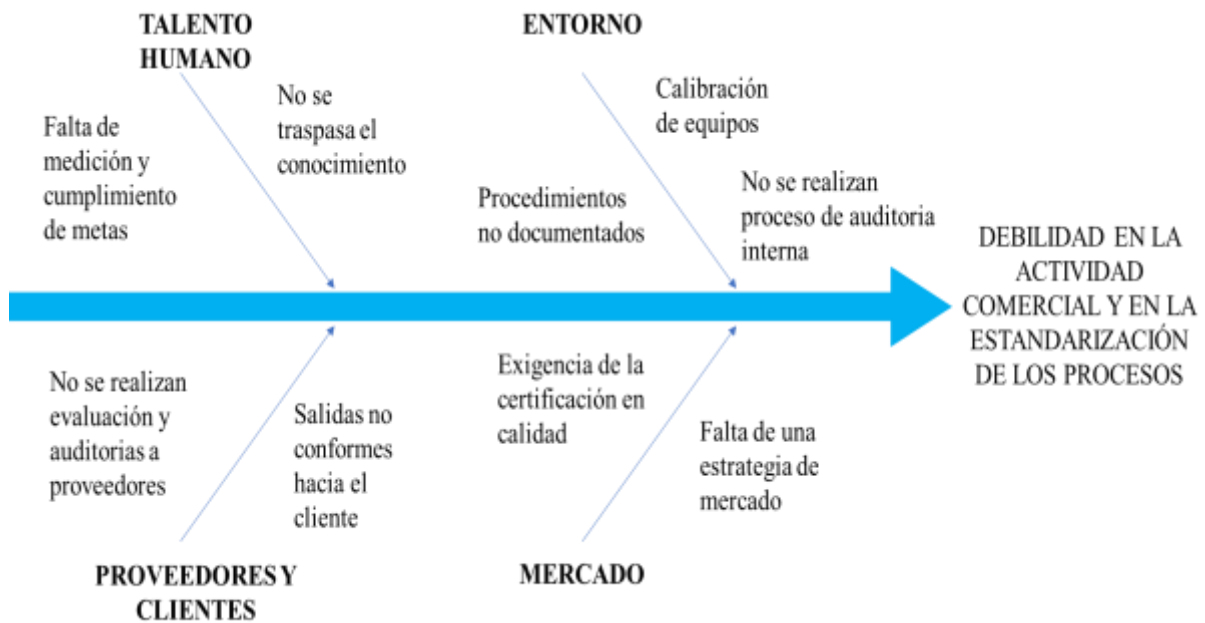 TALENTO
HUMANO
ENTORNO
Falta de
medición y
cumplimiento
de metas
No se
traspasa el
conocimiento
Calibración
de equipos
Procedimientos
no documentados
No se realizan
proceso de auditoria
interna
DEBILIDAD EN LA
ACTIVIDAD
COMERCIAL Y EN LA
ESTANDARIZACIÓN
DE LOS PROCESOS
No se realizan
evaluación y
auditorias a
proveedores
Salidas no
conformes
hacia el
cliente
Exigencia de la
certificación en
calidad
Falta de una
estrategia de
mercado
PROVEEDORES Y
CLIENTES
MERCADO